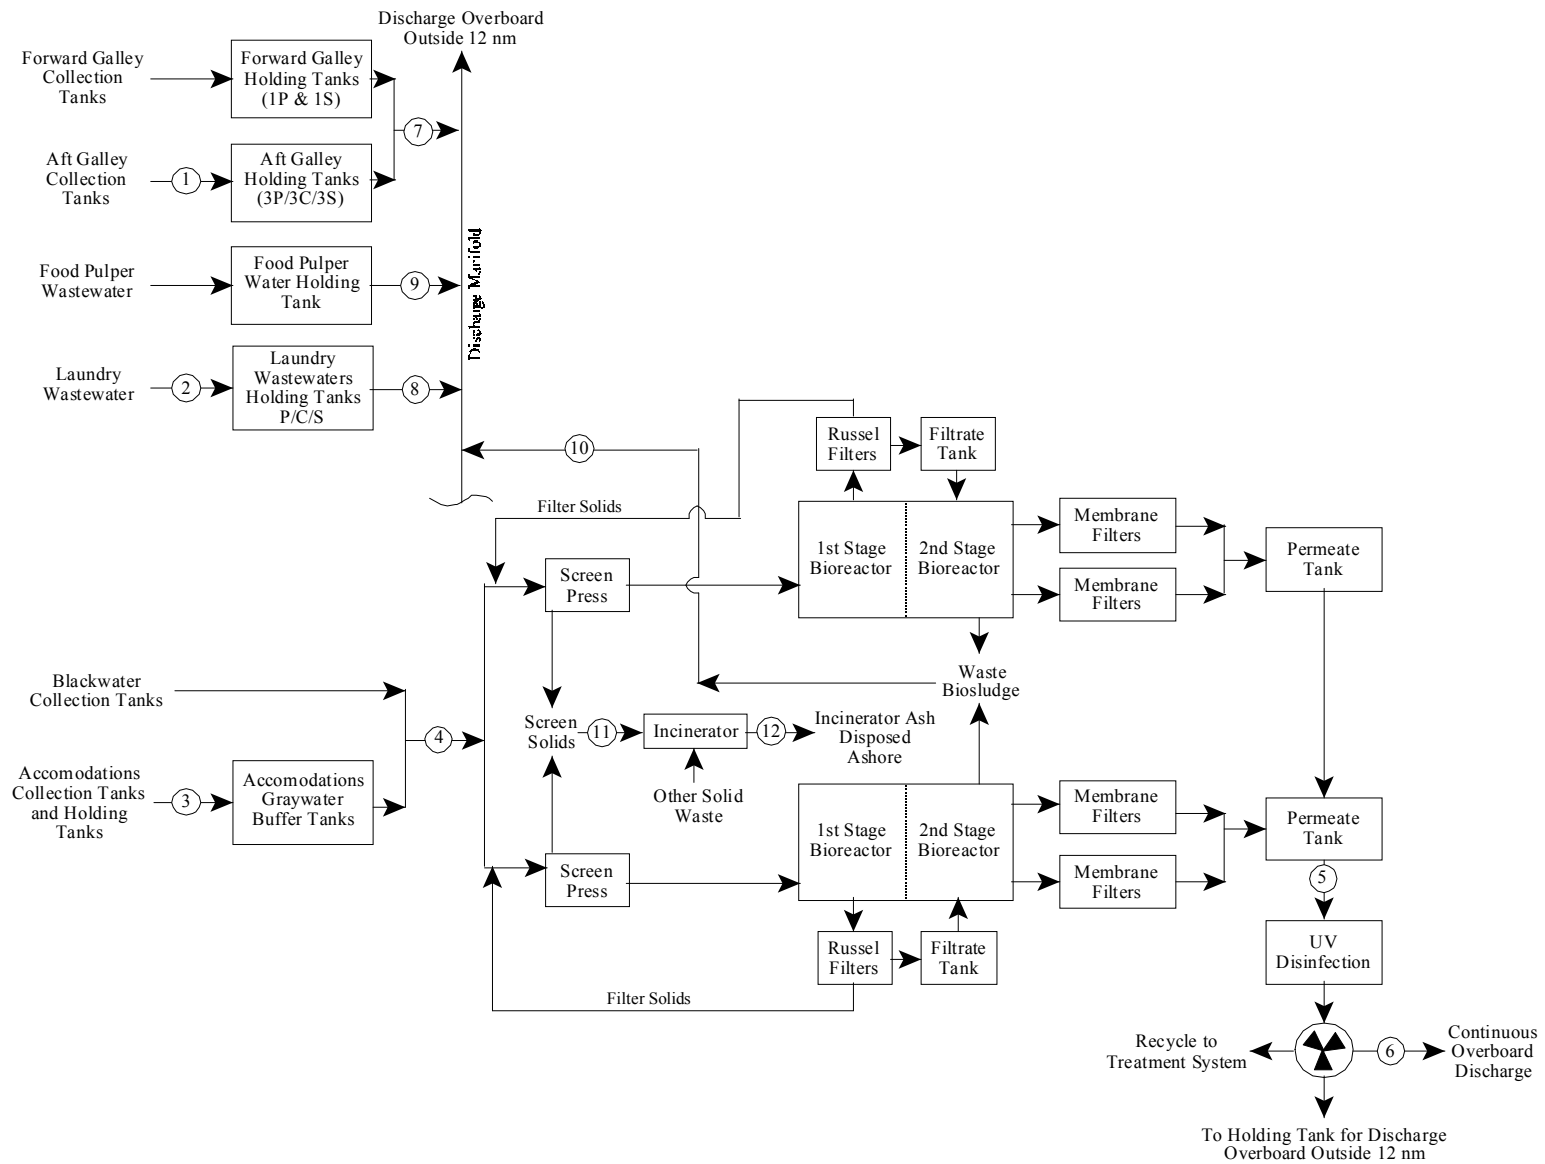 Discharge Overboard
Outside 12 nm
Forward Galley
Collection
Tanks
Forward Galley
Holding Tanks
(1P & 1S)
7
Aft Galley
Collection
Tanks
1
Aft Galley
Holding Tanks
(3P/3C/3S)
Food Pulper
Wastewater
Food Pulper
Water Holding
Tank
9
Discharge Manifold
Laundry
Wastewater
2
Laundry
Wastewaters
Holding Tanks
P/C/S
8
10
Filter Solids
Russel
Filters
Filtrate
Tank
Screen
Press
1st Stage
Bioreactor
2nd Stage
Bioreactor
Membrane
Filters
Membrane
Filters
Permeate
Tank
Blackwater
Collection Tanks
4
Accomodations
Collection Tanks
and Holding
Tanks
3
Accomodations
Graywater
Buffer Tanks
Waste
Biosludge
Screen
Solids
11
Incinerator
12
Incinerator Ash
Disposed
Ashore
Other Solid
Waste
Screen
Press
1st Stage
Bioreactor
2nd Stage
Bioreactor
Membrane
Filters
Membrane
Filters
Permeate
Tank
5
Russel
Filters
Filtrate
Tank
Filter Solids
UV
Disinfection
Recycle to
Treatment System
6
Continuous
Overboard
Discharge
To Holding Tank for Discharge
Overboard Outside 12 nm